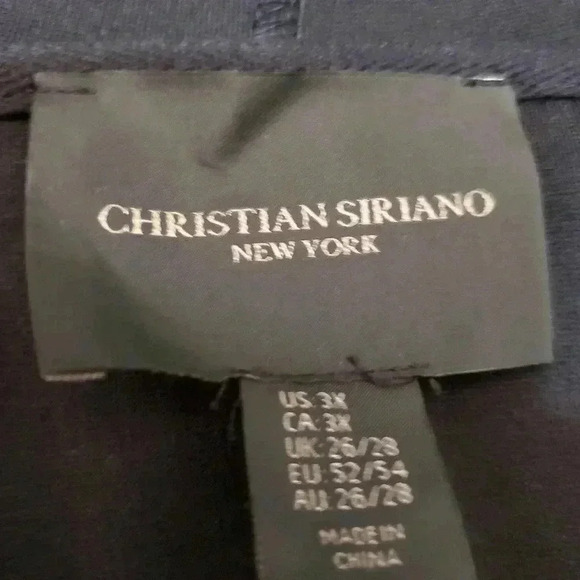 CHRISTIAN SIRIANO
NEW YORK
US: 3X
CA: 3X
UK: 26/28
EU: 52/54
AU: 26/28
MADE IN
CHINA